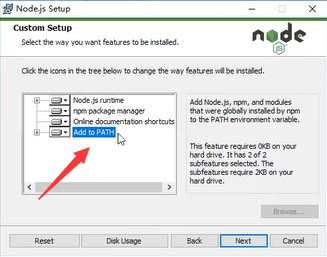 Node.js Setup
Custom Setup
Select the way you want features to be installed.
node
JS
Click the icons in the tree below to change the way features will be installed.
Node.js runtime
npm package manager
Online documentation shortcuts
Add to PATH
Add Node.js, npm, and modules
that were globally installed by npm
to the PATH environment variable.
This feature requires 0KB on your
hard drive. It has 2 of 2
subfeatures selected. The
subfeatures require 2KB on your
hard drive.
Browse...
Reset
Disk Usage
Back
Next
Cancel